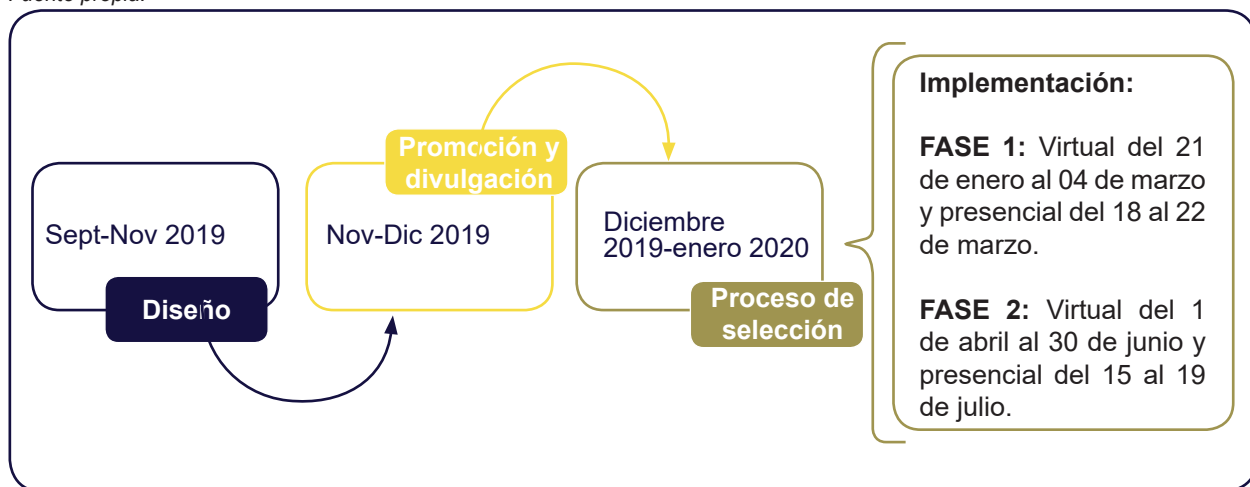 Fuente propia.
Sept-Nov 2019
Diseño
Promoción y
divulgación
Nov-Dic 2019
Diciembre
2019-enero 2020
Proceso de
selección
Implementación:
FASE 1: Virtual del 21
de enero al 04 de marzo
y presencial del 18 al 22
de marzo.
FASE 2: Virtual del 1
de abril al 30 de junio y
presencial del 15 al 19
de julio.